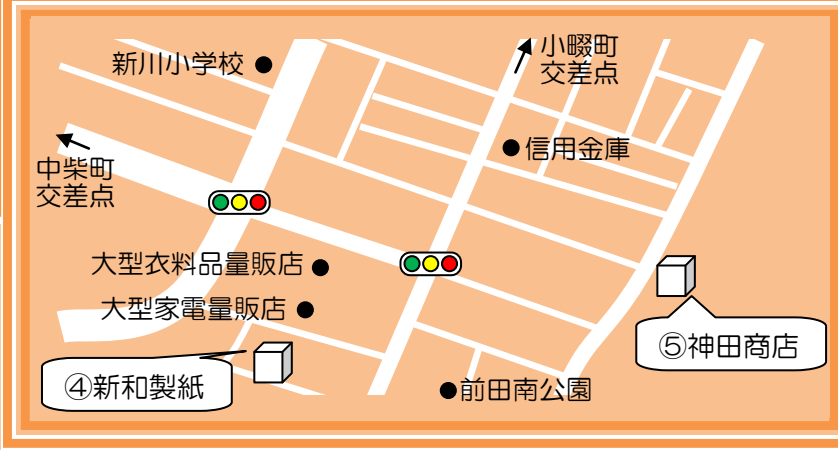 新川小学校
小畷町
交差点
信用金庫
中柴町
交差点
大型衣料品量販店
大型家電量販店
⑤神田商店
④新和製紙
前田南公園